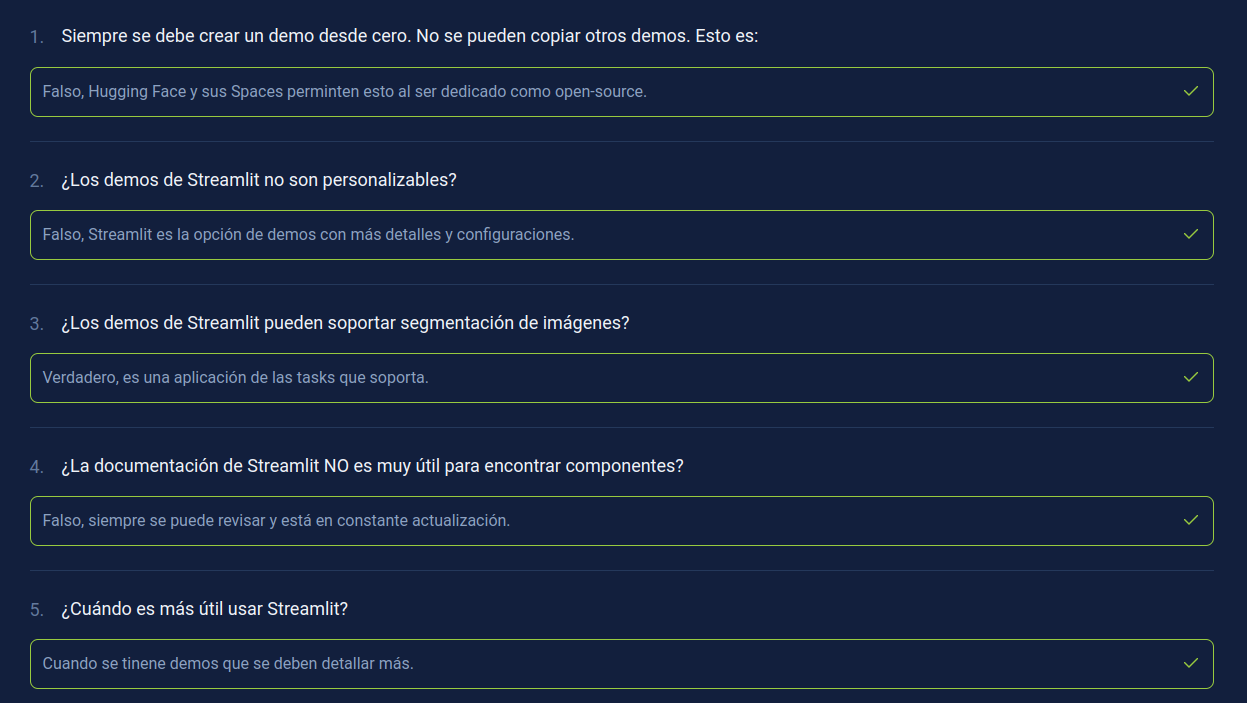 1. Siempre se debe crear un demo desde cero. No se pueden copiar otros demos. Esto es:
Falso, Hugging Face y sus Spaces perminten esto al ser dedicado como open-source.
2. ¿Los demos de Streamlit no son personalizables?
Falso, Streamlit es la opción de demos con más detalles y configuraciones.
3. ¿Los demos de Streamlit pueden soportar segmentación de imágenes?
Verdadero, es una aplicación de las tasks que soporta.
4. ¿La documentación de Streamlit NO es muy útil para encontrar componentes?
Falso, siempre se puede revisar y está en constante actualización.
5. ¿Cuándo es más útil usar Streamlit?
Cuando se tinene demos que se deben detallar más.